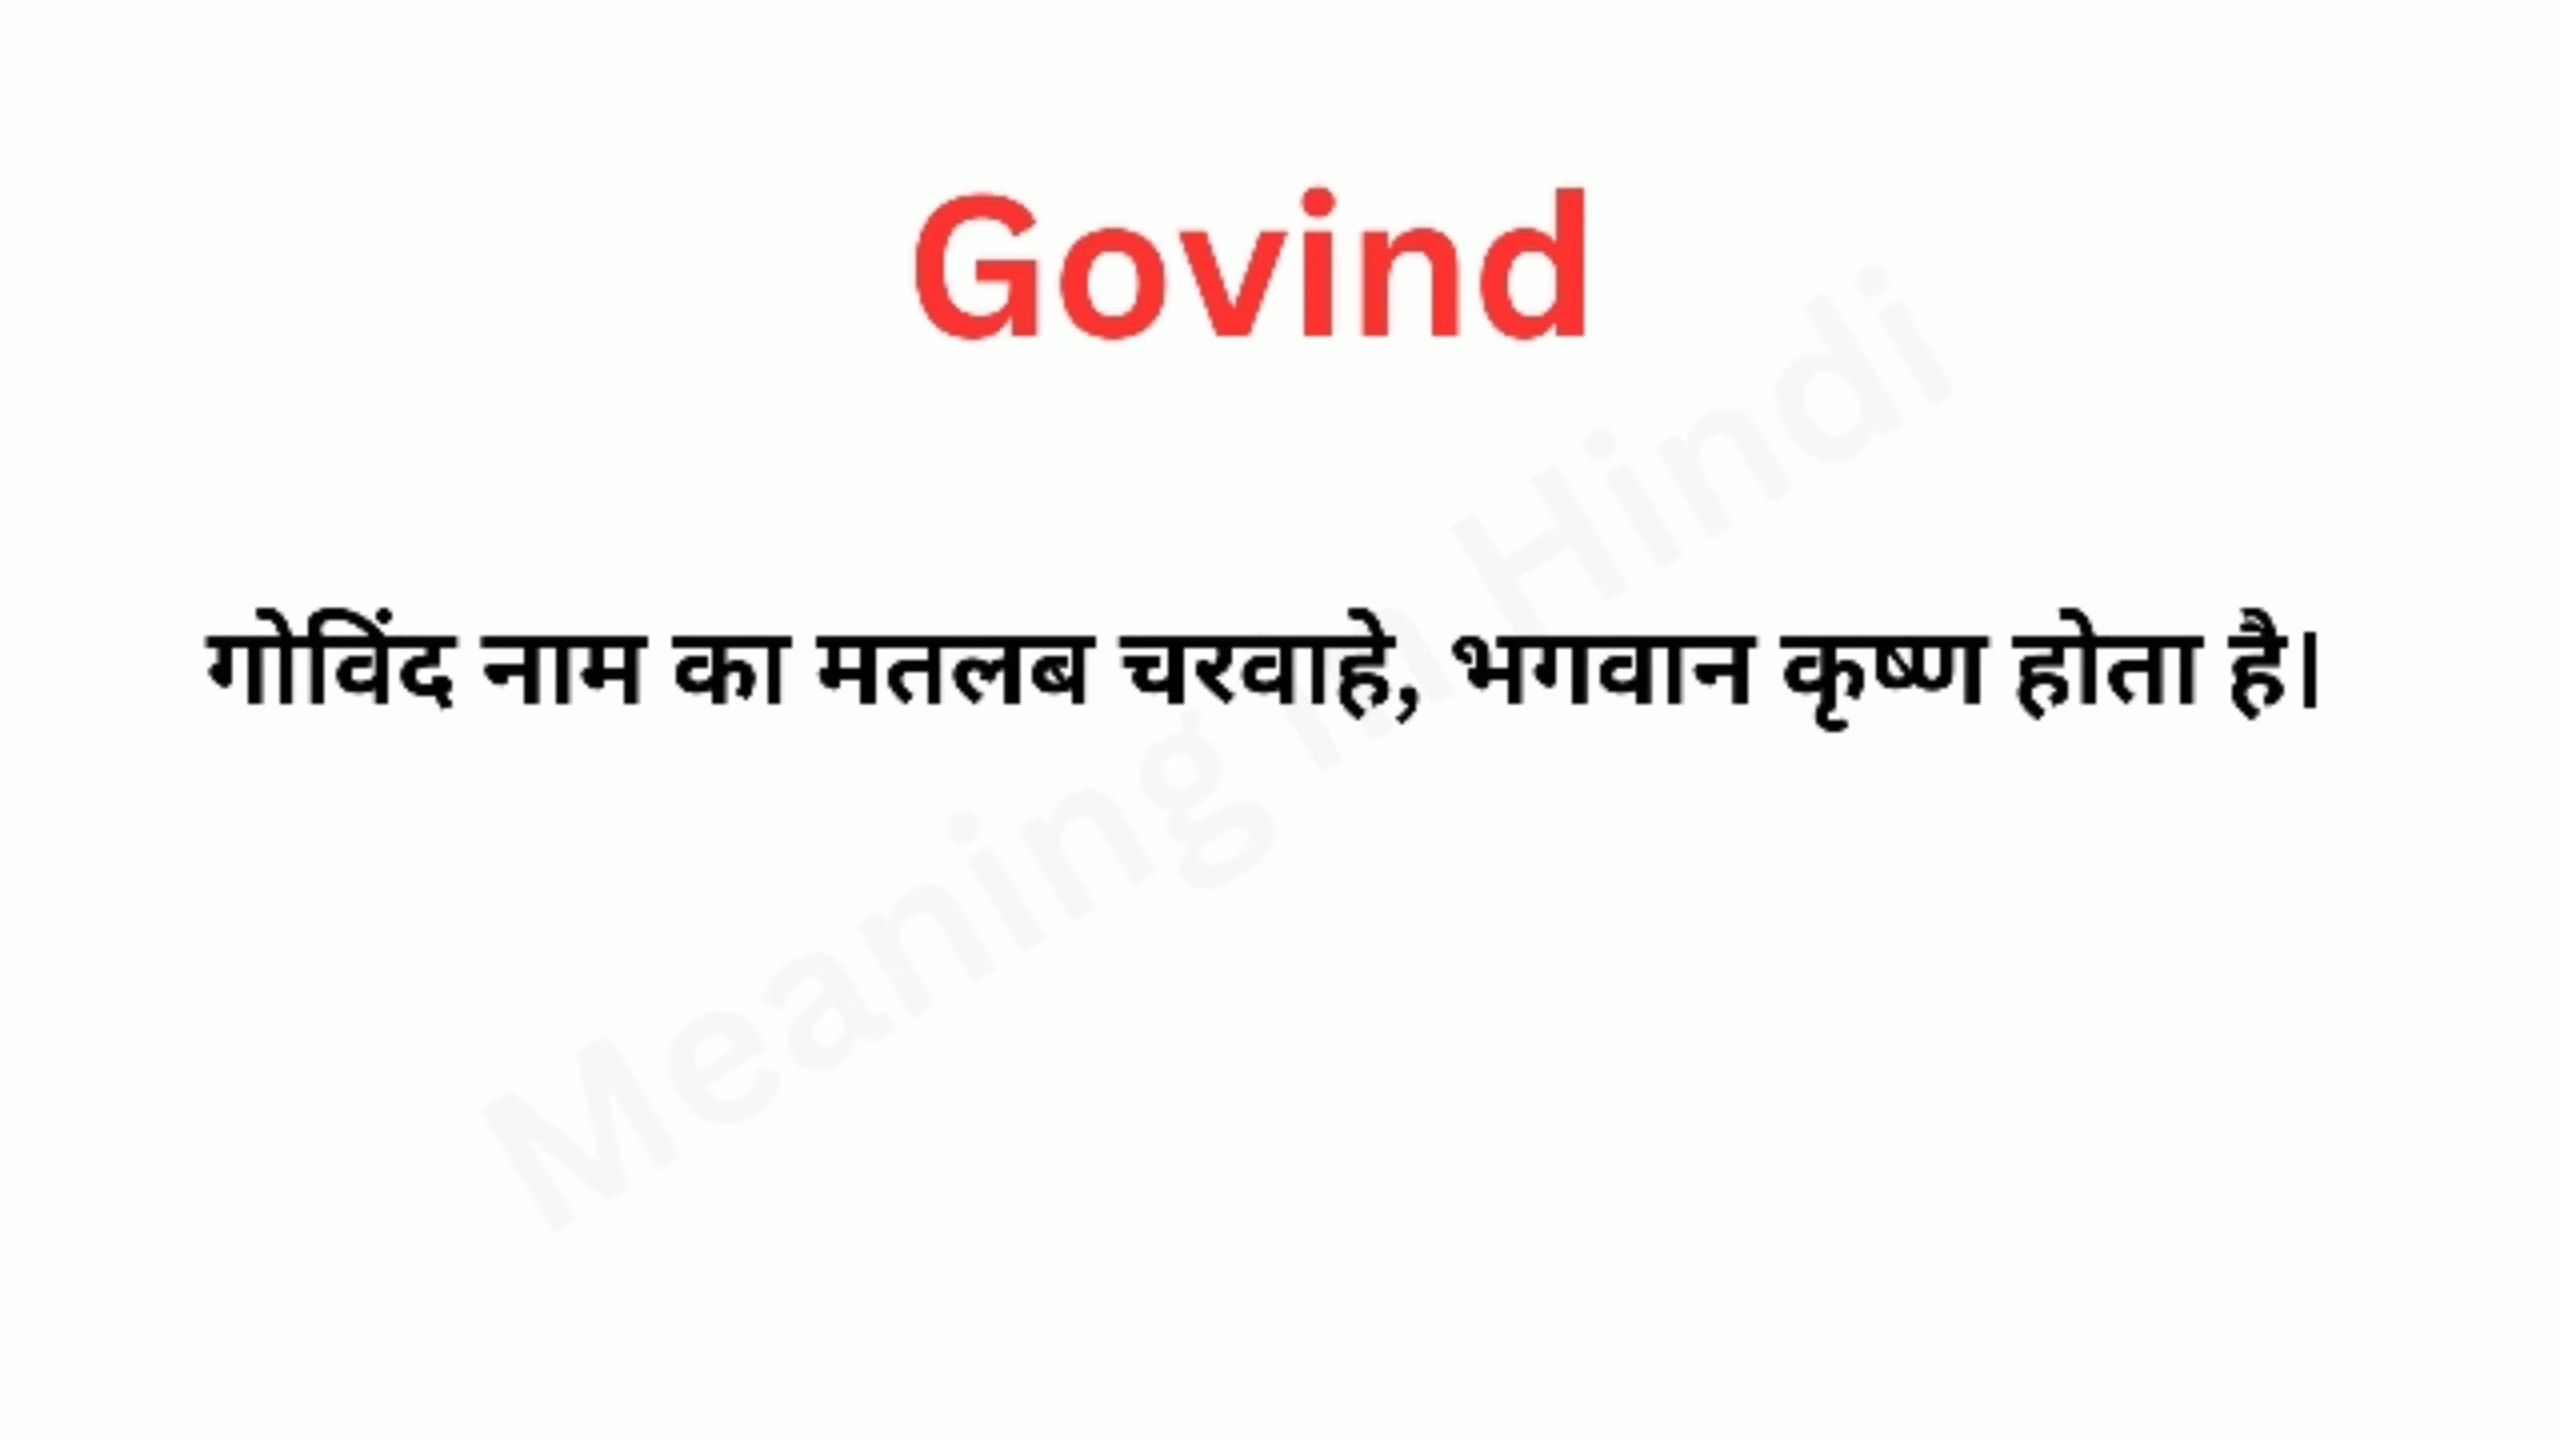 Govind
गोविंद नाम का मतलब चरवाहे, भगवान कृष्ण होता है।
Meaning in Hindi